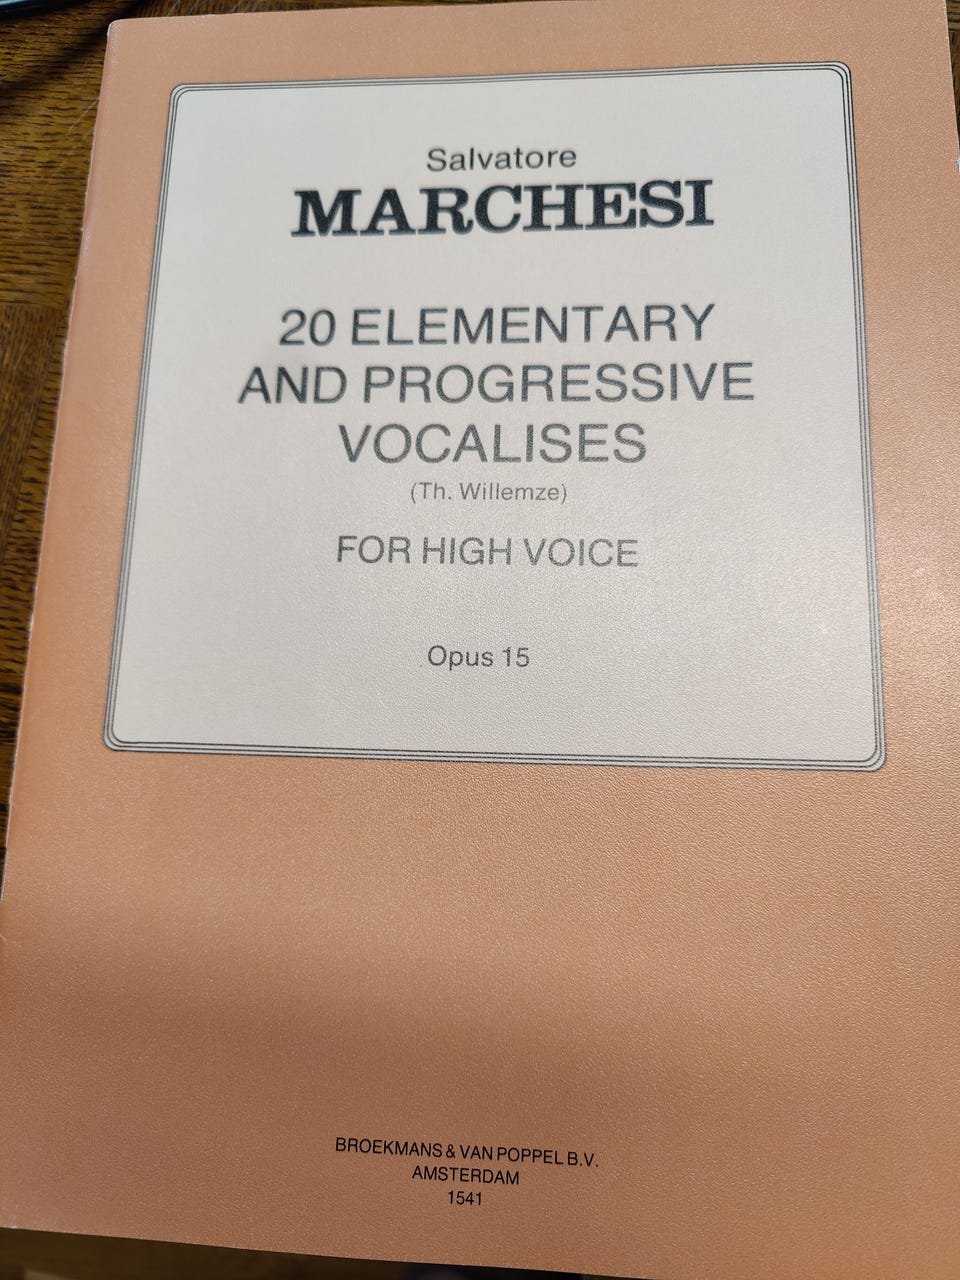 Salvatore
MARCHESI
20 ELEMENTARY
AND PROGRESSIVE
VOCALISES
(Th. Willemze)
FOR HIGH VOICE
Opus 15
BROEKMANS & VAN POPPEL B.V.
AMSTERDAM
1541